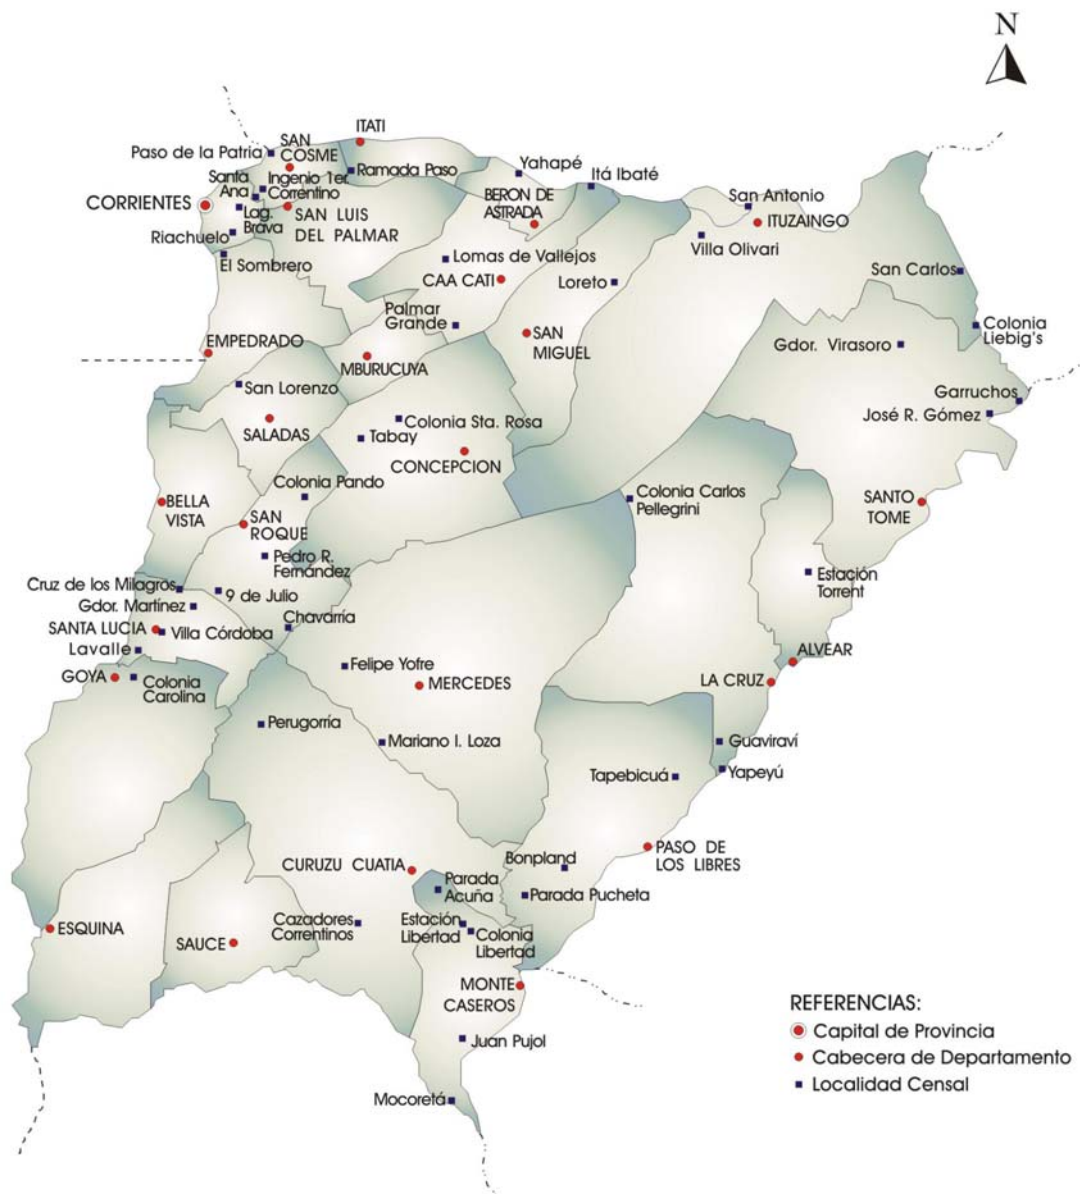 N
ITATI
SAN
COSME
Paso de la Patria
Ramada Paso
Yahapé
Itá Ibaté
Santa
Ana
Ingenio 1er.
Correntino
BERON DE
ASTRADA
San Antonio
CORRIENTES
Lag.
Brava
SAN LUIS
DEL PALMAR
ITUZAINGO
Riachuelo
Villa Olivari
El Sombrero
Lomas de Vallejos
San Carlos
CAA CATI
Loreto
Palmar
Grande
Colonia
Liebig's
EMPEDRADO
SAN
MIGUEL
Gdor. Virasoro
MBURUCUYA
San Lorenzo
Garruchos
José R. Gómez
Colonia Sta. Rosa
SALADAS
Tabay
CONCEPCION
Colonia Pando
Colonia Carlos
Pellegrini
SANTO
TOME
BELLA
VISTA
SAN
ROQUE
Pedro R.
Fernández
Estación
Torrent
Cruz de los Milagros
9 de Julio
Gdor. Martínez
Chavarría
SANTA LUCIA
Villa Córdoba
Lavalle
ALVEAR
Felipe Yofre
GOYA
Colonia
Carolina
MERCEDES
LA CRUZ
Perugorría
Mariano I. Loza
Guaviraví
Tapebicuá
Yapeyú
PASO DE
LOS LIBRES
CURUZU CUATIA
Bonpland
Parada
Acuña
Parada Pucheta
Cazadores
Correntinos
Estación
Libertad
Colonia
Libertad
ESQUINA
SAUCE
MONTE
CASEROS
Juan Pujol
Mocoretá
REFERENCIAS:
Capital de Provincia
Cabecera de Departamento
Localidad Censal